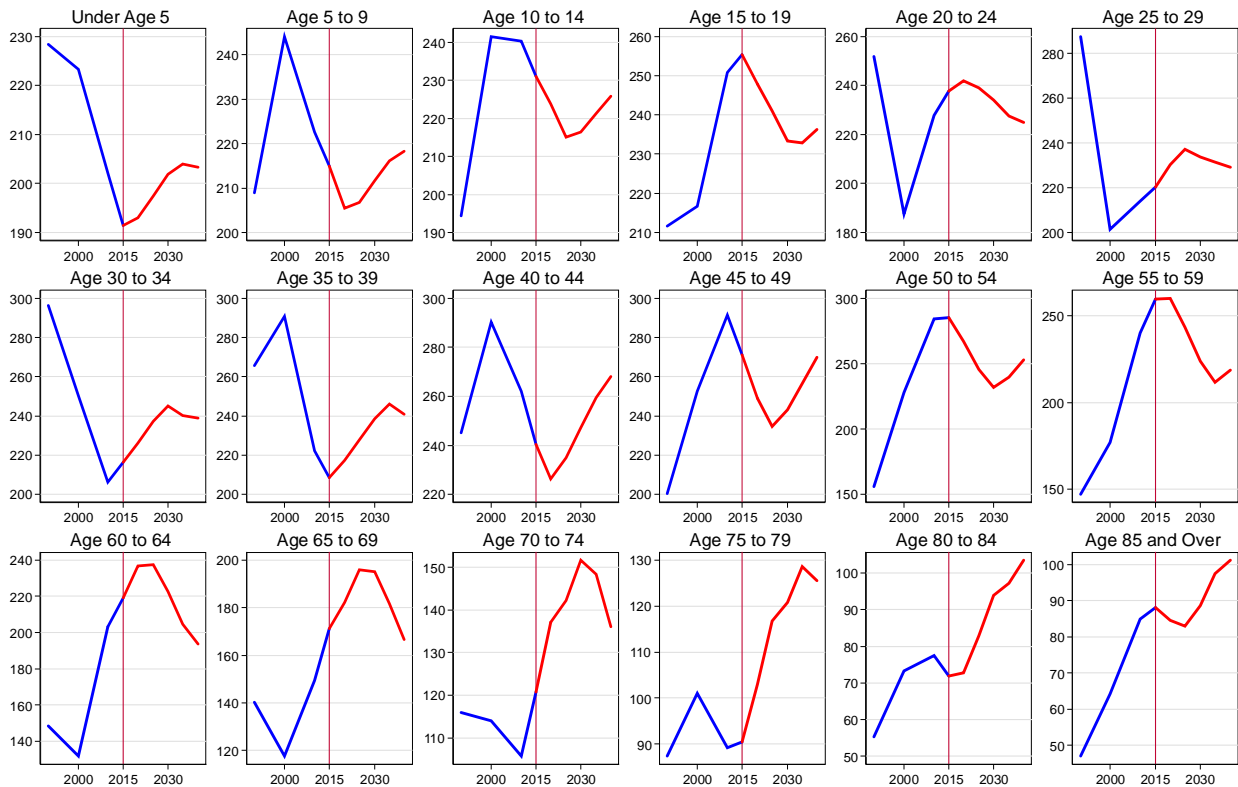 Under Age 5
230
220
210
200
190
2000 2015 2030
Age 5 to 9
240
230
220
210
200
2000 2015 2030
Age 10 to 14
240
230
220
210
200
190
2000 2015 2030
Age 15 to 19
260
250
240
230
220
210
2000 2015 2030
Age 20 to 24
260
240
220
200
180
2000 2015 2030
Age 25 to 29
280
260
240
220
200
2000 2015 2030
Age 30 to 34
300
280
260
240
220
200
2000 2015 2030
Age 35 to 39
300
280
260
240
220
200
2000 2015 2030
Age 40 to 44
300
280
260
240
220
2000 2015 2030
Age 45 to 49
300
280
260
240
220
200
2000 2015 2030
Age 50 to 54
300
250
200
150
2000 2015 2030
Age 55 to 59
250
200
150
2000 2015 2030
Age 60 to 64
240
220
200
180
160
140
2000 2015 2030
Age 65 to 69
200
180
160
140
120
2000 2015 2030
Age 70 to 74
150
140
130
120
110
2000 2015 2030
Age 75 to 79
130
120
110
100
90
2000 2015 2030
Age 80 to 84
100
90
80
70
60
50
2000 2015 2030
Age 85 and Over
100
90
80
70
60
50
2000 2015 2030